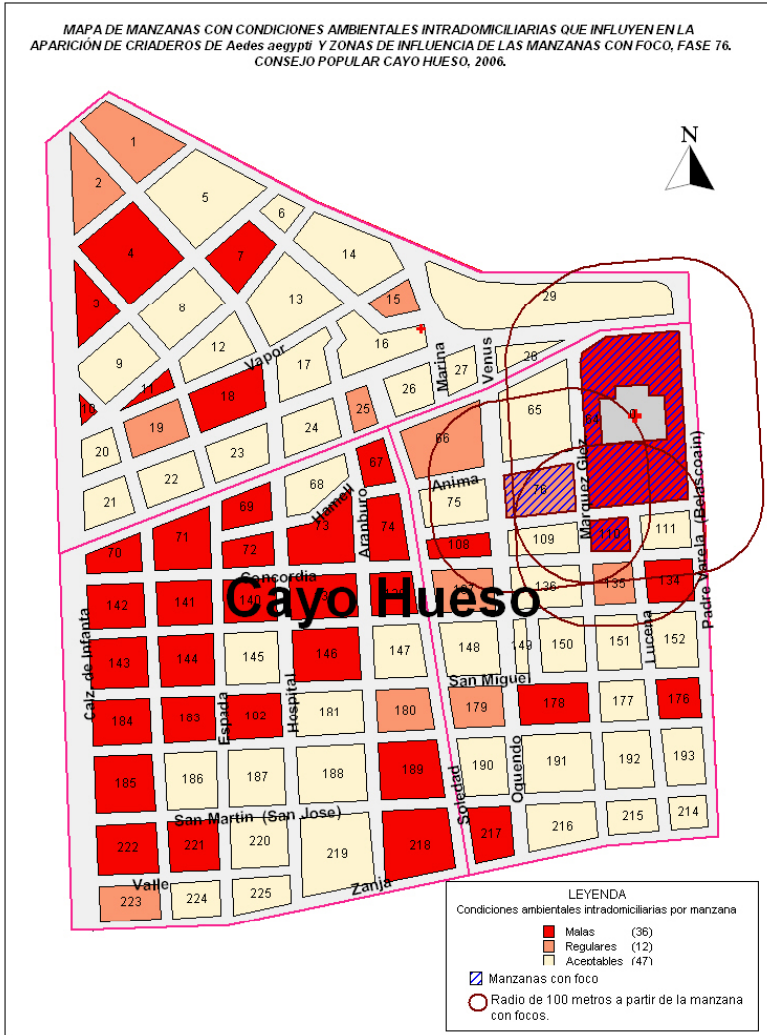 MAPA DE MANZANAS CON CONDICIONES AMBIENTALES INTRADOMICILIARIAS QUE INFLUYEN EN LA
APARICIÓN DE CRIADEROS DE Aedes aegypti Y ZONAS DE INFLUENCIA DE LAS MANZANAS CON FOCO, FASE 76.
CONSEJO POPULAR CAYO HUESO, 2006.
N
1
2
5
6
4
7
14
3
8
13
15
29
9
12
Vapor
17
16
Marina
Venus
28
27
11
18
10
19
25
26
65
64
20
23
24
66
Marquez Glez
Padre Varela (Belascoain)
21
22
68
67
Anima
75
76
69
Hamell
Aranburo
70
71
72
73
74
108
109
110
111
Concordia
142
141
140
Cayo Hueso
136
135
134
Calz. de Infanta
143
144
145
146
147
148
149
150
151
Lucena
152
San Miguel
184
183
Espada
Hospital
181
180
179
178
177
176
185
186
187
188
189
Soledad
190
Oquendo
191
192
193
San Martin (San Jose)
222
221
220
219
218
217
216
215
214
Valle
Zanja
223
224
225
LEYENDA
Condiciones ambientales intradomiciliarias por manzana
Malas (36)
Regulares (12)
Aceptables (47)
Manzanas con foco
Radio de 100 metros a partir de la manzana
con focos.